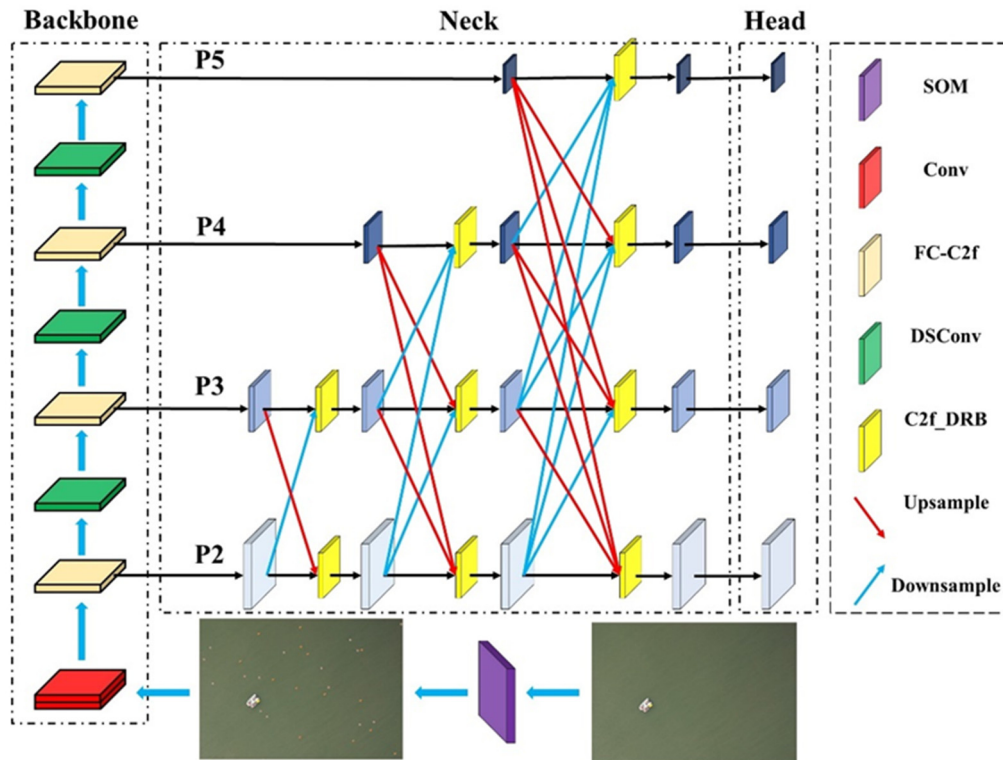 Backbone
Neck
Head
P5
P4
P3
P2
SOM
Conv
FC-C2f
DSConv
C2f_DRB
Upsample
Downsample